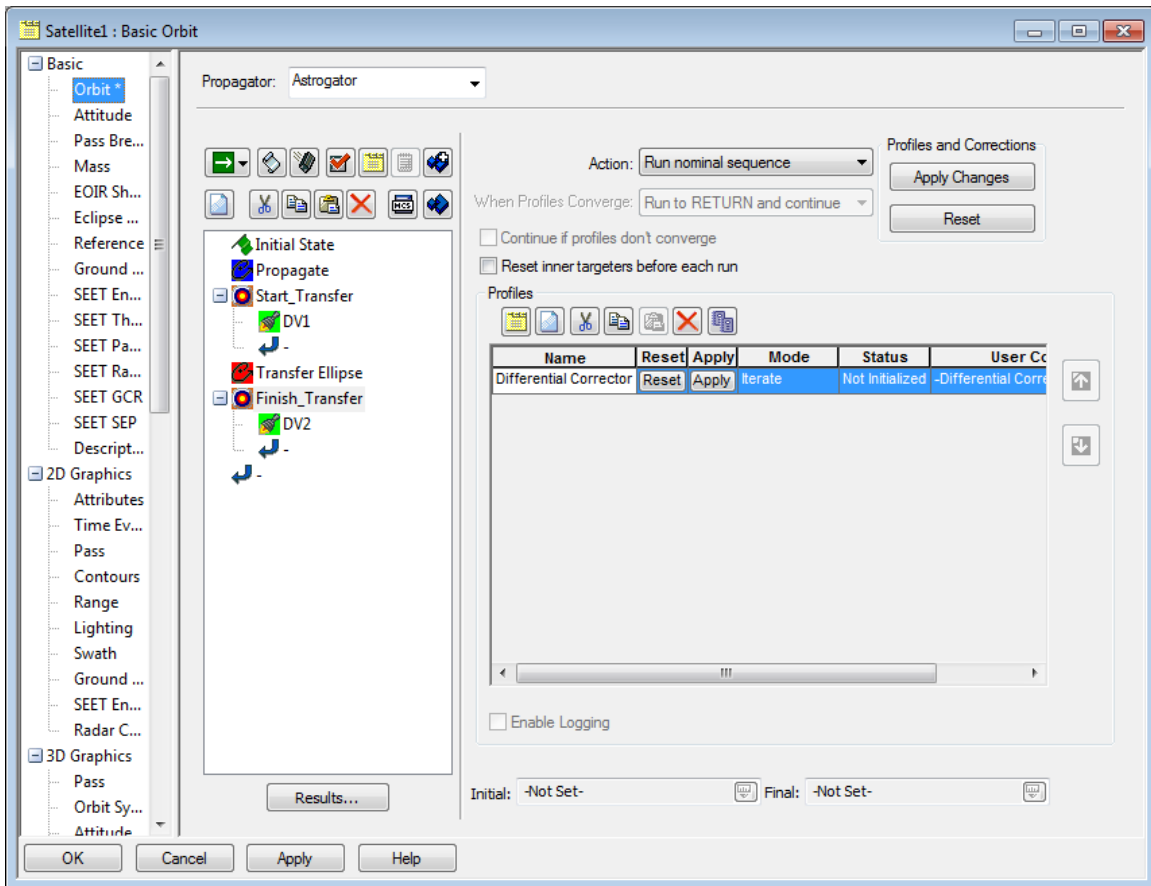 Satellite1 : Basic Orbit
Basic
Orbit *
Attitude
Pass Bre...
Mass
EOIR Sh...
Eclipse ...
Reference
Ground ...
SEET En...
SEET Th...
SEET Pa...
SEET Ra...
SEET GCR
SEET SEP
Descript...
2D Graphics
Attributes
Time Ev...
Pass
Contours
Range
Lighting
Swath
Ground ...
SEET En...
Radar C...
3D Graphics
Pass
Orbit Sy...
Attitude
Propagator: Astrogator
MCS
Initial State
Propagate
Start_Transfer
DV1
-
Transfer Ellipse
Finish_Transfer
DV2
-
-
Results...
Action: Run nominal sequence
When Profiles Converge: Run to RETURN and continue
Continue if profiles don't converge
Reset inner targeters before each run
Profiles and Corrections
Apply Changes
Reset
Profiles
Name Reset Apply Mode Status User Co
Differential Corrector Reset Apply Iterate Not Initialized -Differential Corre
Enable Logging
Initial: -Not Set- Final: -Not Set-
OK Cancel Apply Help